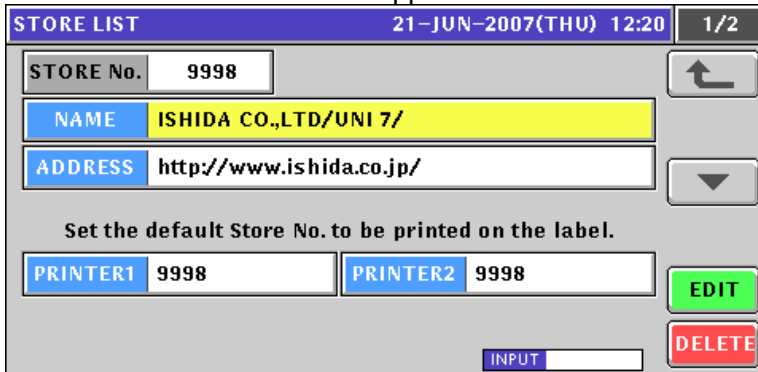 STORE LIST 21-JUN-2007(THU) 12:20 1/2
STORE No. 9998
NAME ISHIDA CO.,LTD/UNI 7/
ADDRESS http://www.ishida.co.jp/
Set the default Store No. to be printed on the label.
PRINTER1 9998 PRINTER2 9998
EDIT
DELETE
INPUT